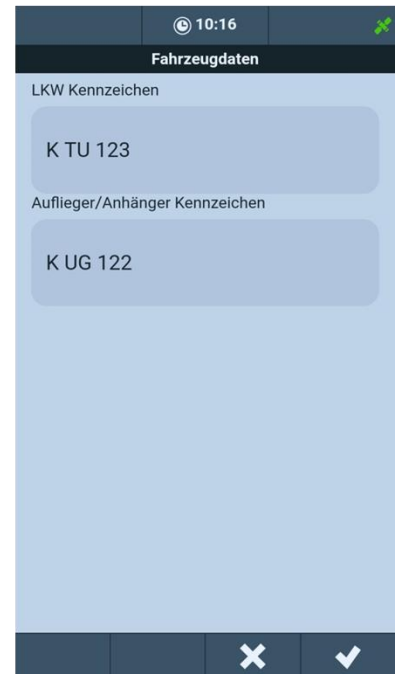 10:16
Fahrzeugdaten
LKW Kennzeichen
K TU 123
Auflieger/Anhänger Kennzeichen
K UG 122